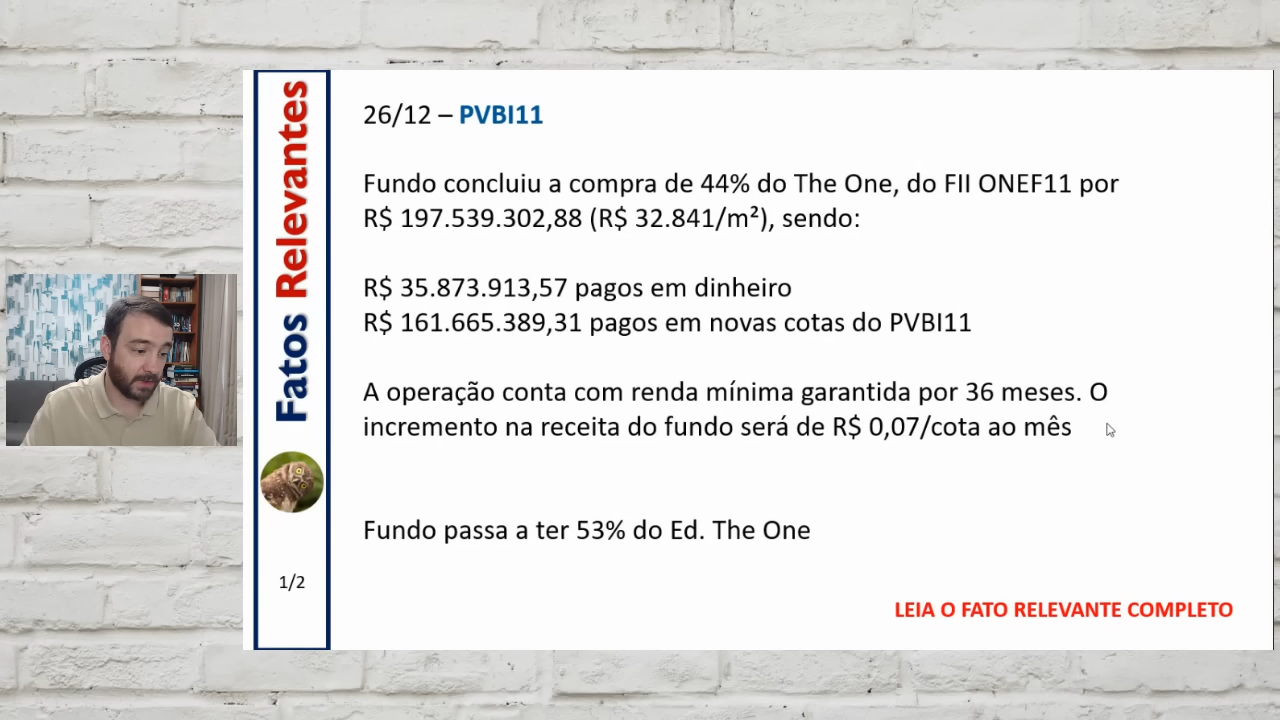 Fatos Relevantes
1/2
26/12 – PVBI11
Fundo concluiu a compra de 44% do The One, do FII ONEF11 por
R$ 197.539.302,88 (R$ 32.841/m²), sendo:
R$ 35.873.913,57 pagos em dinheiro
R$ 161.665.389,31 pagos em novas cotas do PVBI11
A operação conta com renda mínima garantida por 36 meses. O
incremento na receita do fundo será de R$ 0,07/cota ao mês
Fundo passa a ter 53% do Ed. The One
LEIA O FATO RELEVANTE COMPLETO